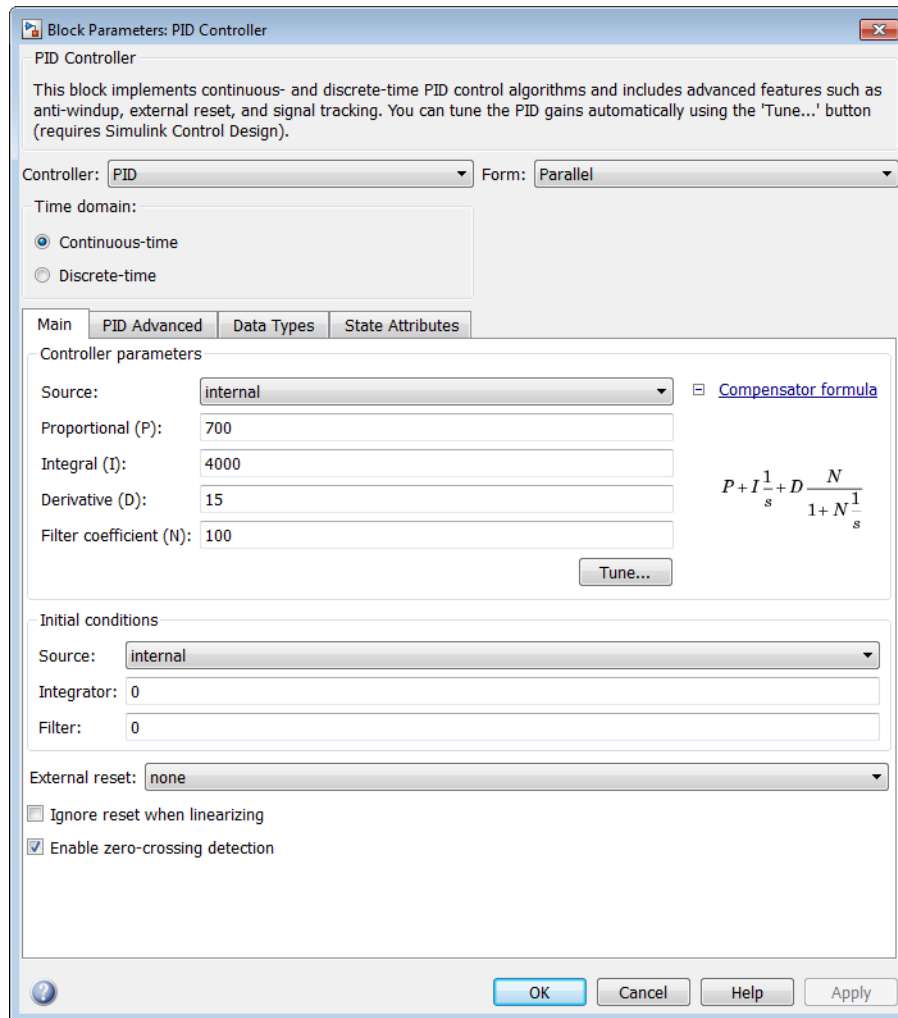 Block Parameters: PID Controller
PID Controller
This block implements continuous- and discrete-time PID control algorithms and includes advanced features such as
anti-windup, external reset, and signal tracking. You can tune the PID gains automatically using the 'Tune...' button
(requires Simulink Control Design).
Controller: PID Form: Parallel
Time domain:
Continuous-time
Discrete-time
Main PID Advanced Data Types State Attributes
Controller parameters
Source: internal Compensator formula
Proportional (P): 700
Integral (I): 4000
Derivative (D): 15
P + I 1/s + D N/(1 + N 1/s)
Filter coefficient (N): 100
Tune...
Initial conditions
Source: internal
Integrator: 0
Filter: 0
External reset: none
Ignore reset when linearizing
Enable zero-crossing detection
? OK Cancel Help Apply